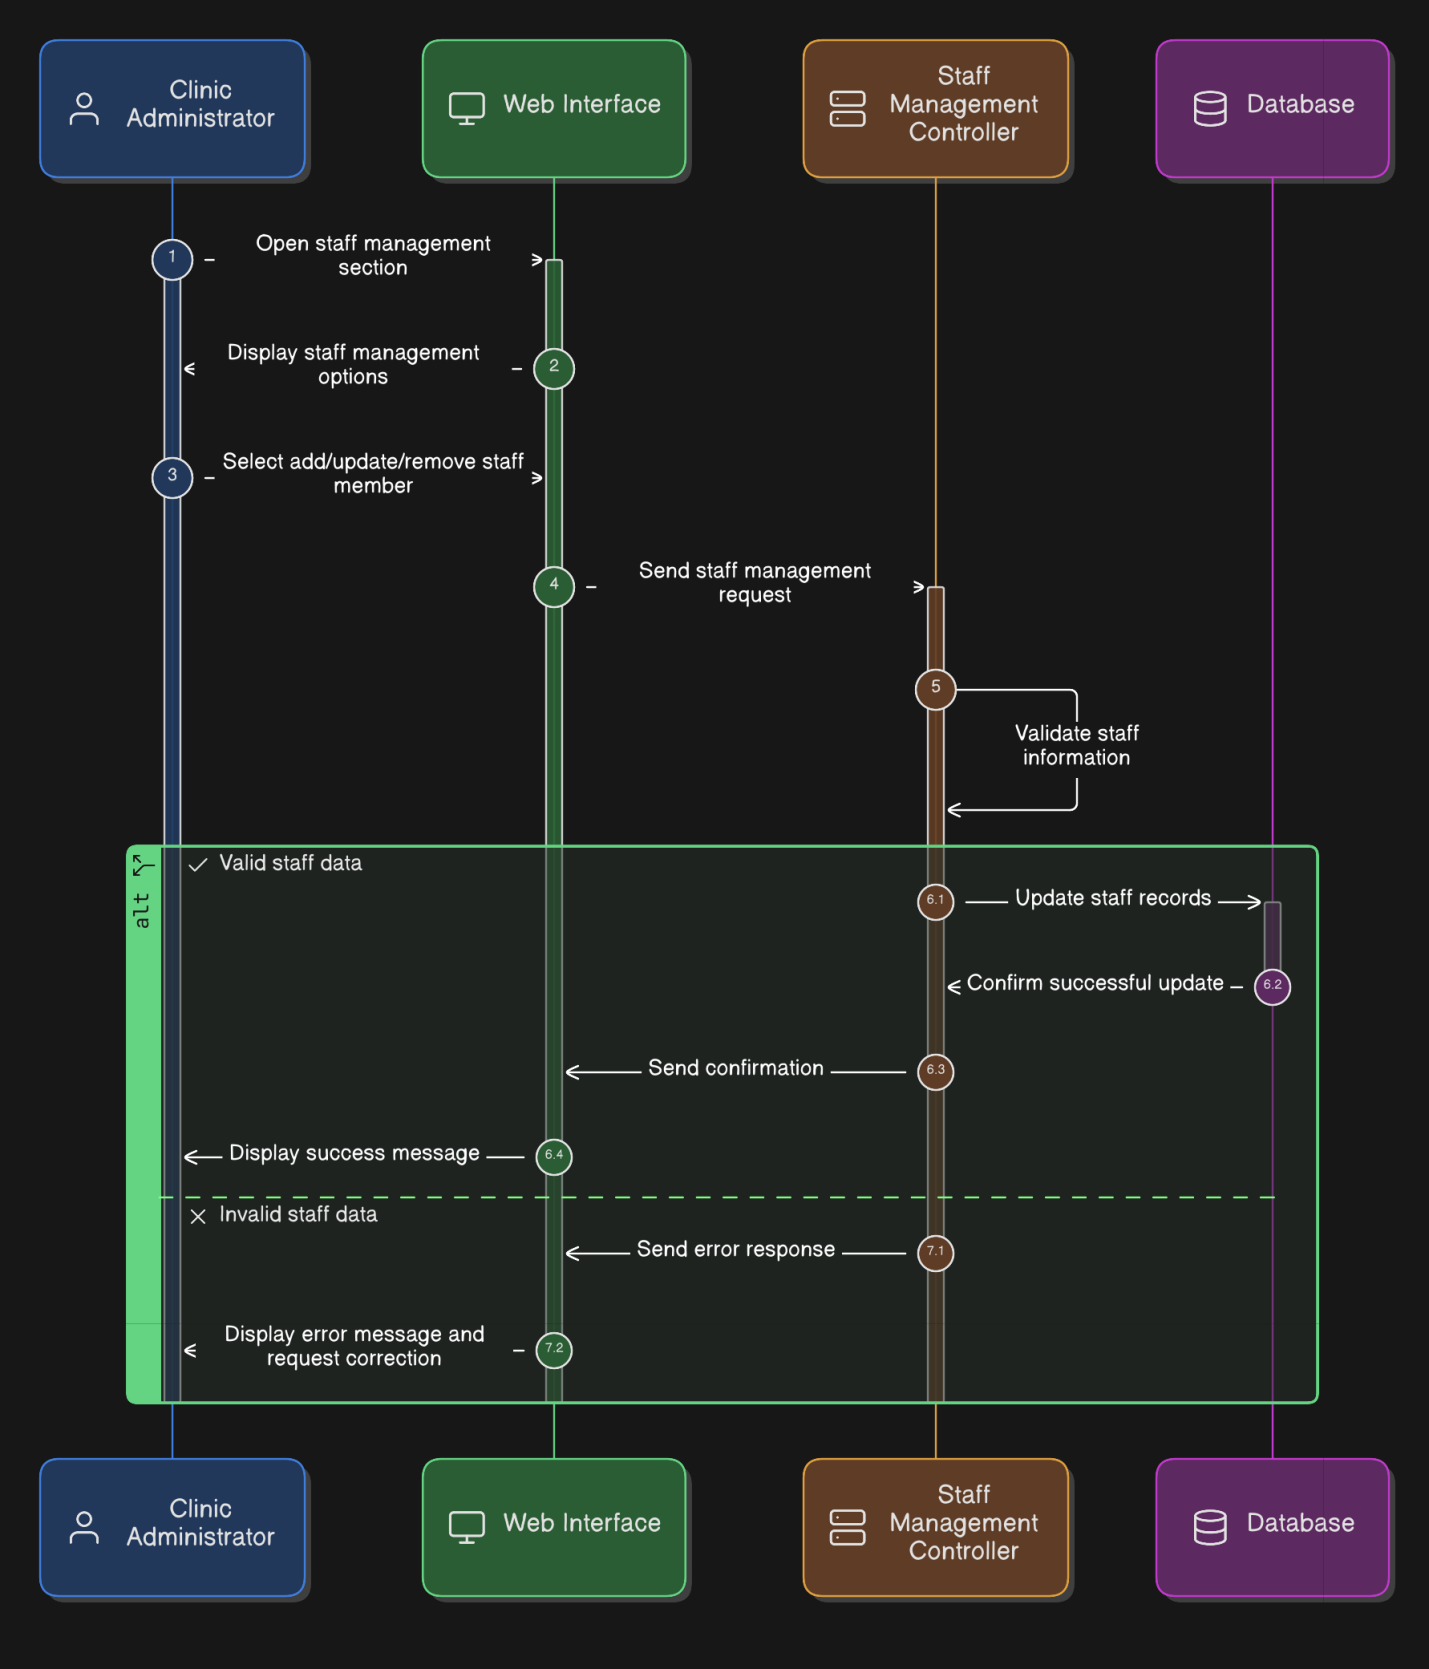 Clinic
Administrator
Web Interface
Staff
Management
Controller
Database
1
Open staff management
section
Display staff management
options
2
3
Select add/update/remove staff
member
4
Send staff management
request
5
Validate staff
information
alt
Valid staff data
6.1
Update staff records
Confirm successful update
6.2
Send confirmation
6.3
Display success message
6.4
Invalid staff data
Send error response
7.1
Display error message and
request correction
7.2
Clinic
Administrator
Web Interface
Staff
Management
Controller
Database